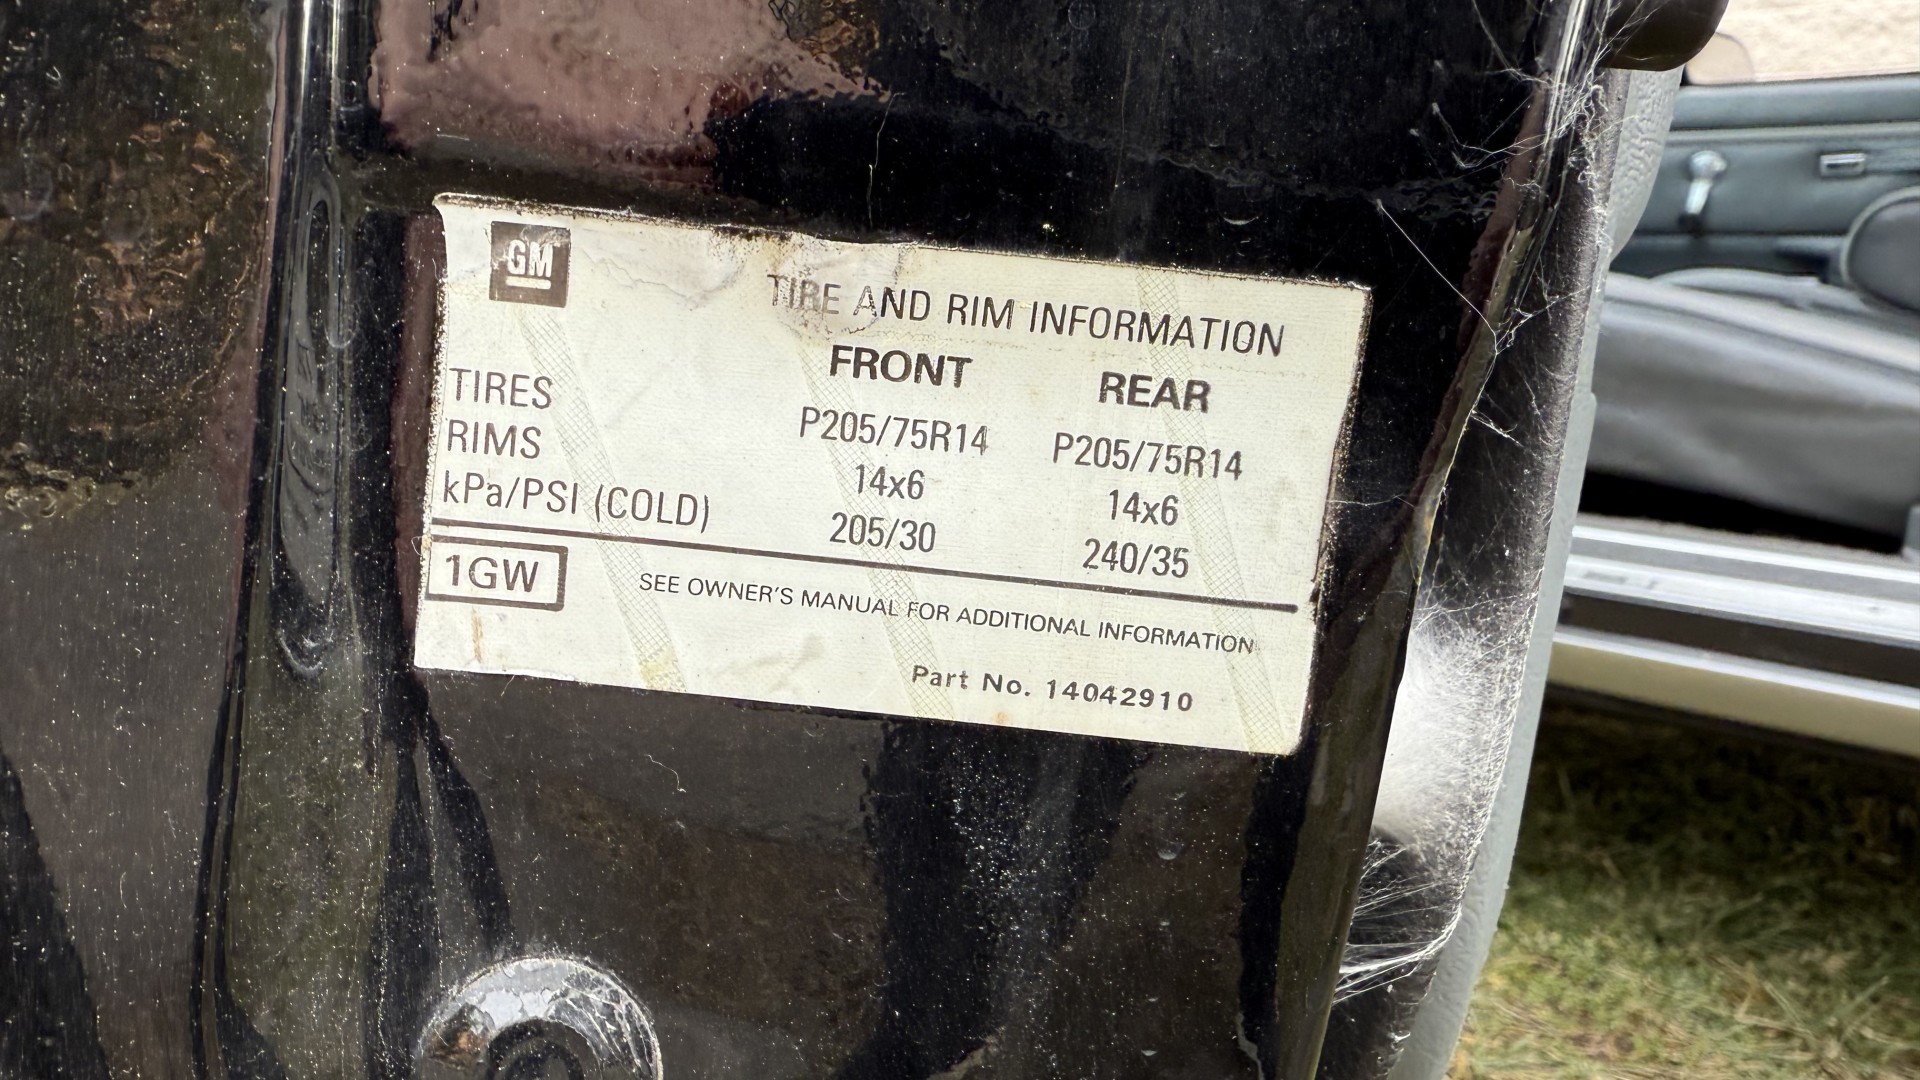 GM
TIRE AND RIM INFORMATION
FRONT REAR
TIRES P205/75R14 P205/75R14
RIMS 14x6 14x6
kPa/PSI (COLD) 205/30 240/35
1GW SEE OWNER'S MANUAL FOR ADDITIONAL INFORMATION
Part No. 14042910